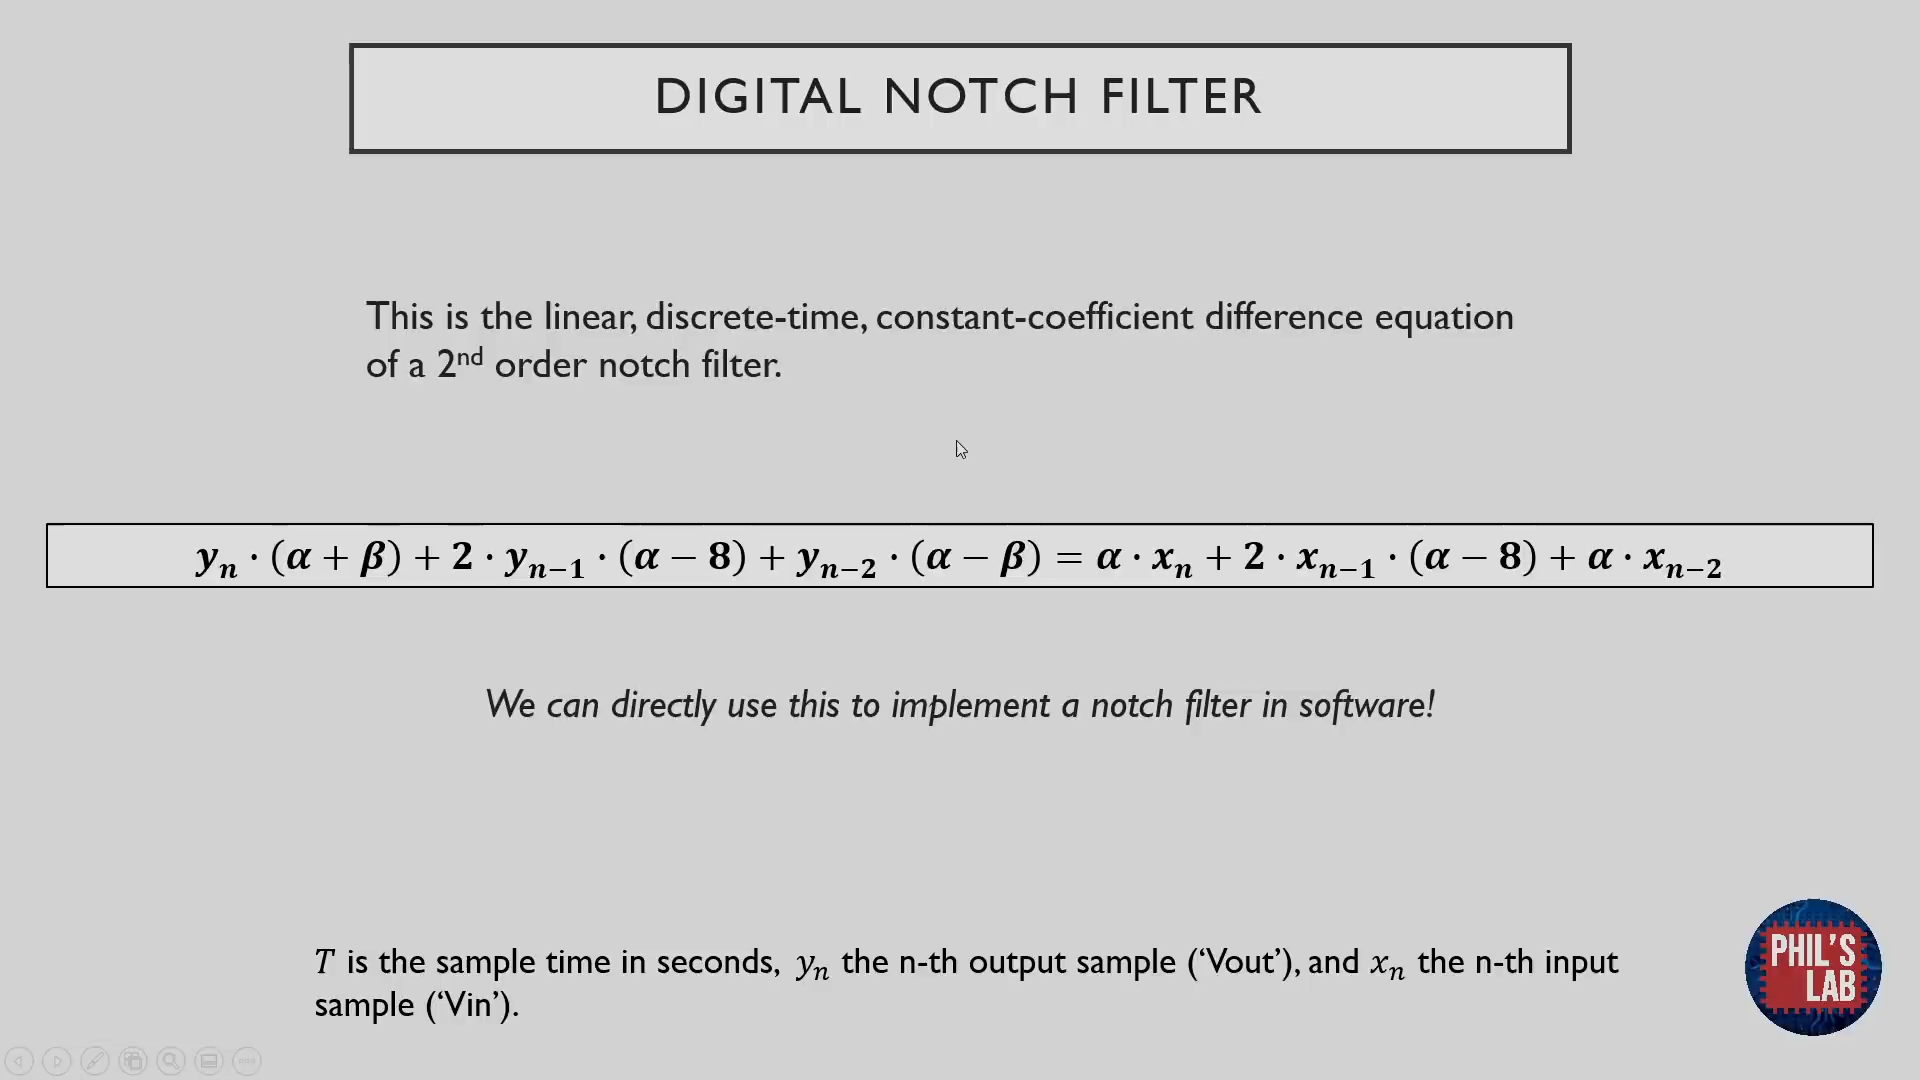 DIGITAL NOTCH FILTER
This is the linear, discrete-time, constant-coefficient difference equation
of a 2ⁿᵈ order notch filter.
yₙ · (α + β) + 2 · yₙ₋₁ · (α − 8) + yₙ₋₂ · (α − β) = α · xₙ + 2 · xₙ₋₁ · (α − 8) + α · xₙ₋₂
We can directly use this to implement a notch filter in software!
T is the sample time in seconds, yₙ the n-th output sample (‘Vout’), and xₙ the n-th input
sample (‘Vin’).
PHIL'S
LAB